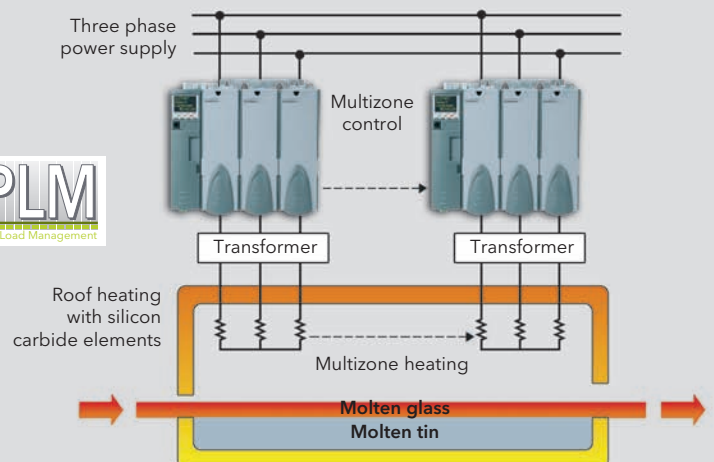 Three phase
power supply
Multizone
control
PLM
Load Management
Transformer
Transformer
Roof heating
with silicon
carbide elements
Multizone heating
Molten glass
Molten tin